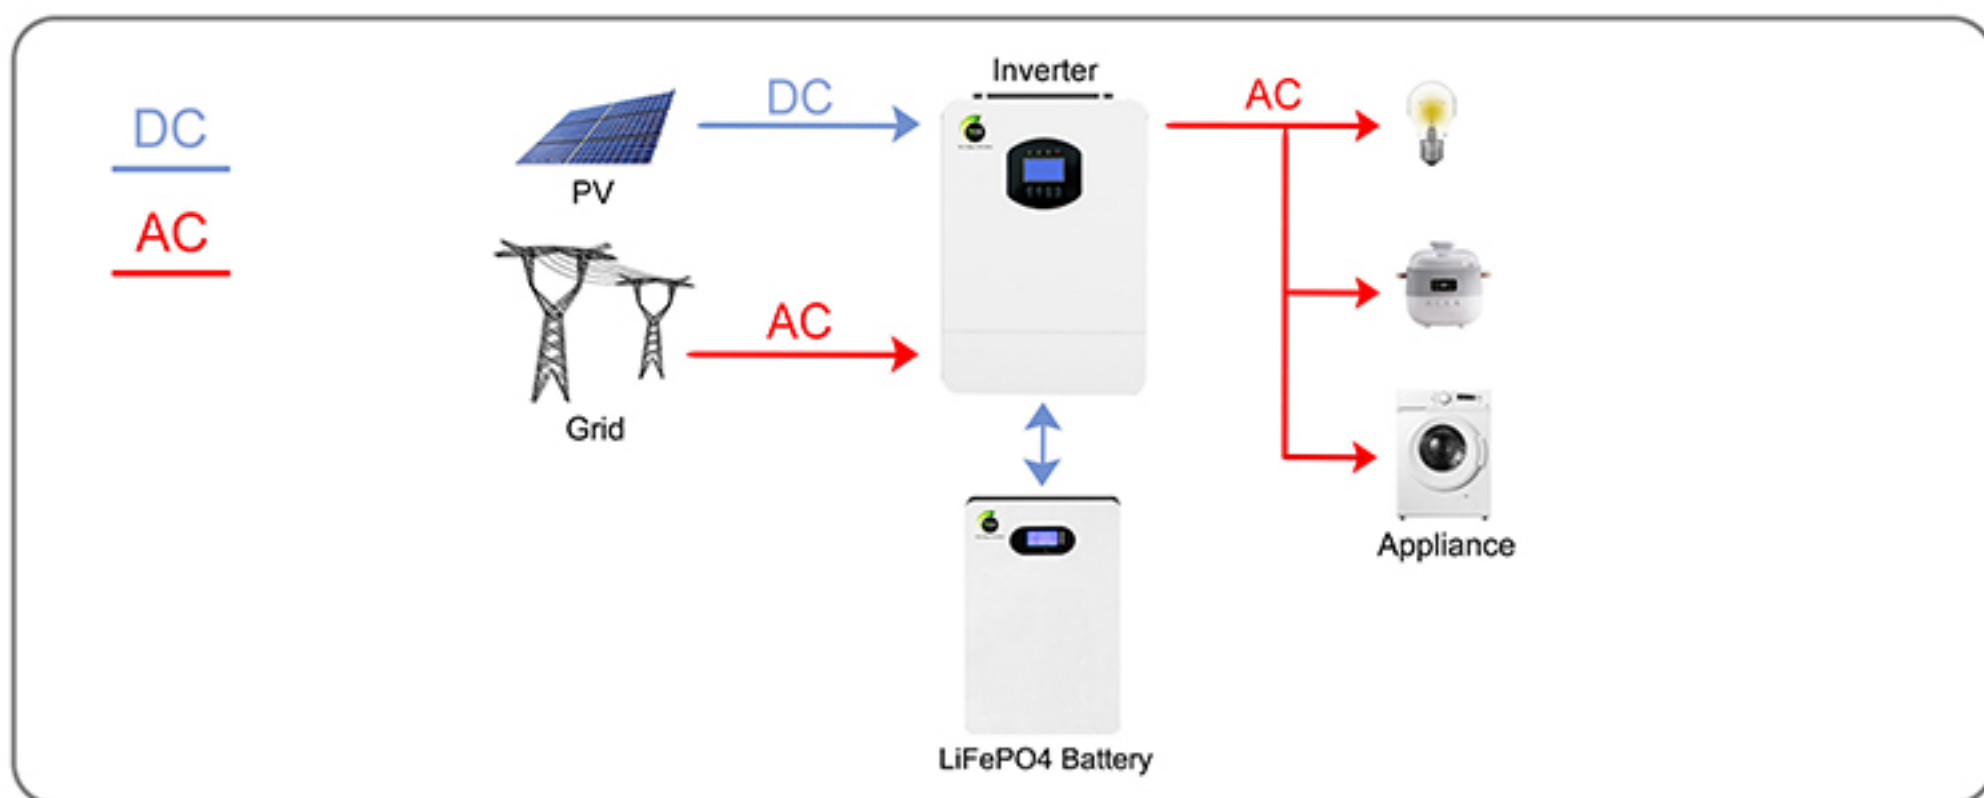 Inverter
DC
DC
AC
PV
AC
AC
Grid
Appliance
LiFePO4 Battery